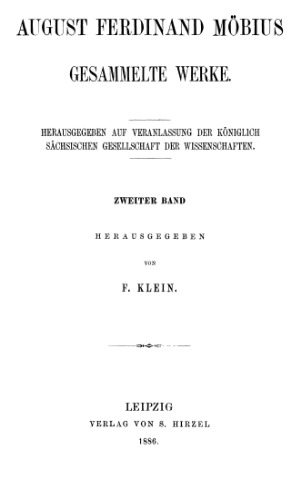 AUGUST FERDINAND MÖBIUS
GESAMMELTE WERKE.
HERAUSGEGEBEN AUF VERANLASSUNG DER KÖNIGLICH
SÄCHSISCHEN GESELLSCHAFT DER WISSENSCHAFTEN.
ZWEITER BAND
HERAUSGEGEBEN
VON
F. KLEIN.
LEIPZIG
VERLAG VON S. HIRZEL
1886.